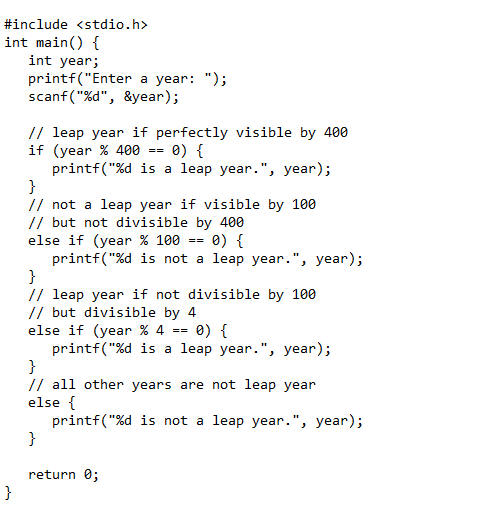 #include <stdio.h>
int main() {
   int year;
   printf("Enter a year: ");
   scanf("%d", &year);

   // leap year if perfectly visible by 400
   if (year % 400 == 0) {
      printf("%d is a leap year.", year);
   }
   // not a leap year if visible by 100
   // but not divisible by 400
   else if (year % 100 == 0) {
      printf("%d is not a leap year.", year);
   }
   // leap year if not divisible by 100
   // but divisible by 4
   else if (year % 4 == 0) {
      printf("%d is a leap year.", year);
   }
   // all other years are not leap year
   else {
      printf("%d is not a leap year.", year);
   }

   return 0;
}